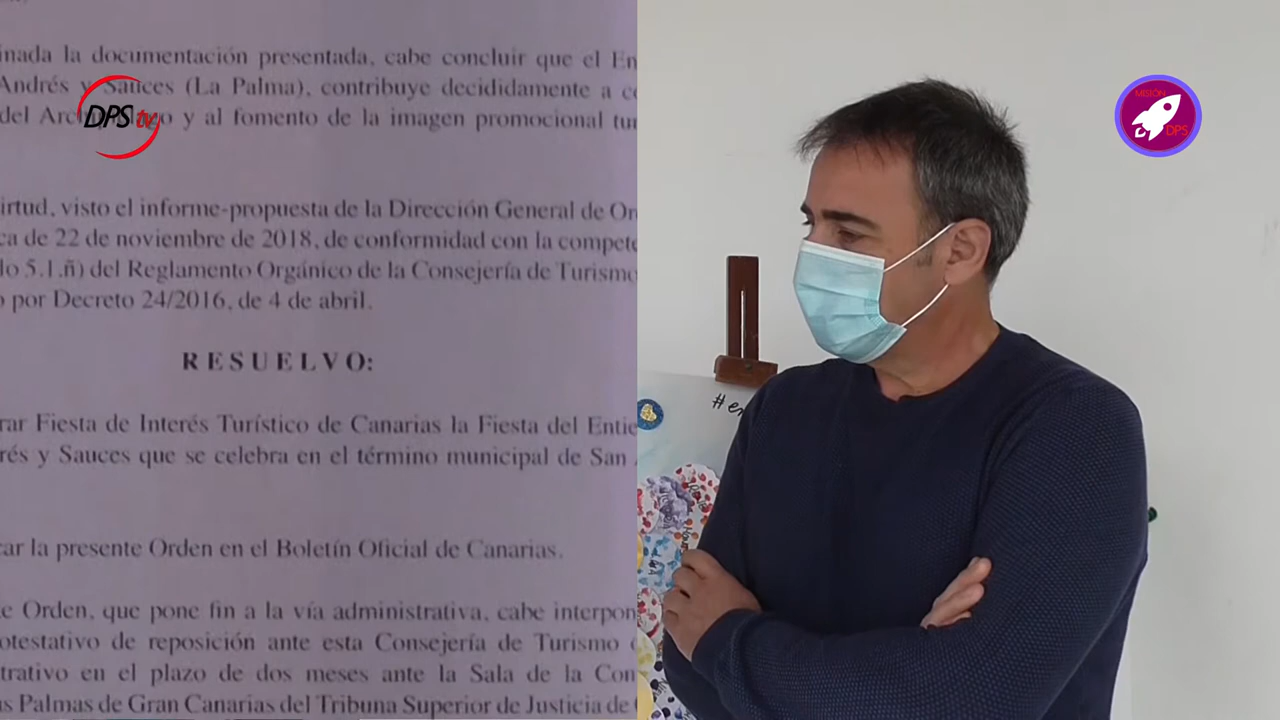 inada la documentación presentada, cabe concluir que el En
Andrés y Sauces (La Palma), contribuye decididamente a co
del Archipiélago y al fomento de la imagen promocional tur
DPS tv
irtud, visto el informe-propuesta de la Dirección General de Or
ca de 22 de noviembre de 2018, de conformidad con la compete
lo 5.1.ñ) del Reglamento Orgánico de la Consejería de Turismo
o por Decreto 24/2016, de 4 de abril.
RESUELVO:
rar Fiesta de Interés Turístico de Canarias la Fiesta del Entie
rés y Sauces que se celebra en el término municipal de San
car la presente Orden en el Boletín Oficial de Canarias.
e Orden, que pone fin a la vía administrativa, cabe interpon
otestativo de reposición ante esta Consejería de Turismo
trativo en el plazo de dos meses ante la Sala de la Con
as Palmas de Gran Canarias del Tribunal Superior de Justicia de
MISIÓN
DPS
#en